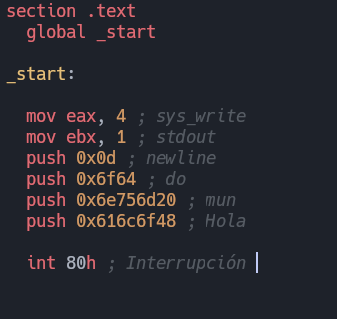 section .text
global _start
_start:
mov eax, 4 ; sys_write
mov ebx, 1 ; stdout
push 0x0d ; newline
push 0x6f64 ; do
push 0x6e756d20 ; mun
push 0x616c6f48 ; Hola
int 80h ; Interrupción